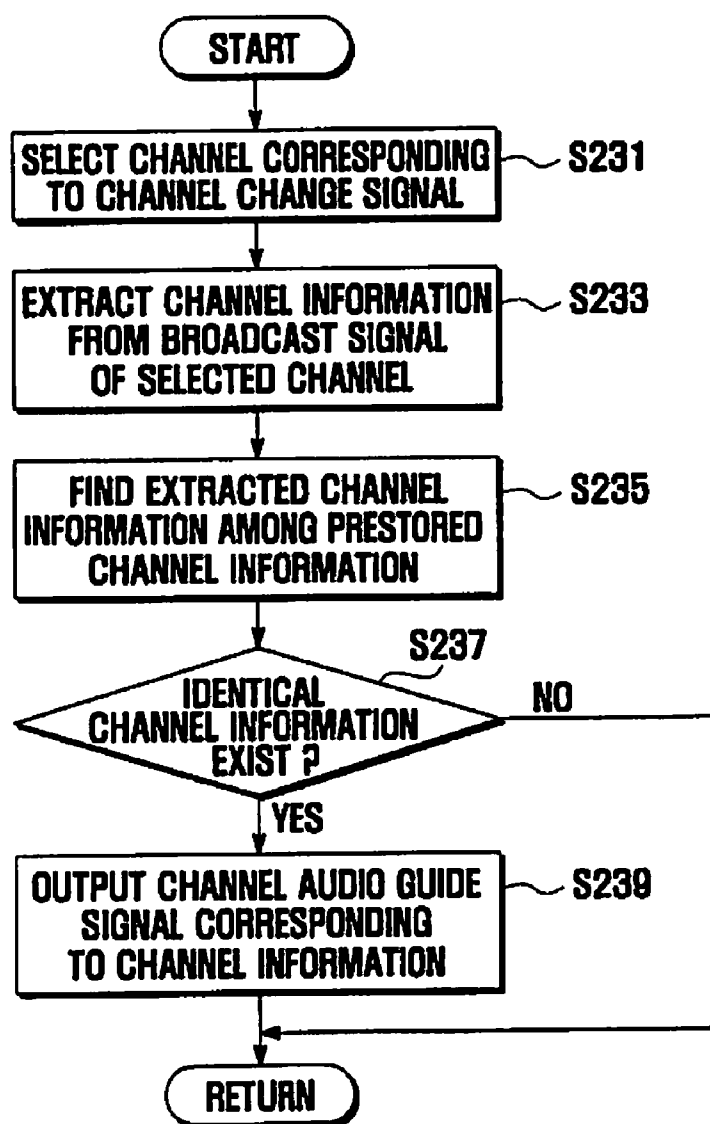 START
SELECT CHANNEL CORRESPONDING
TO CHANNEL CHANGE SIGNAL
S231
EXTRACT CHANNEL INFORMATION
FROM BROADCAST SIGNAL
OF SELECTED CHANNEL
S233
FIND EXTRACTED CHANNEL
INFORMATION AMONG PRESTORED
CHANNEL INFORMATION
S235
S237
IDENTICAL
CHANNEL INFORMATION
EXIST ?
NO
YES
OUTPUT CHANNEL AUDIO GUIDE
SIGNAL CORRESPONDING
TO CHANNEL INFORMATION
S239
RETURN